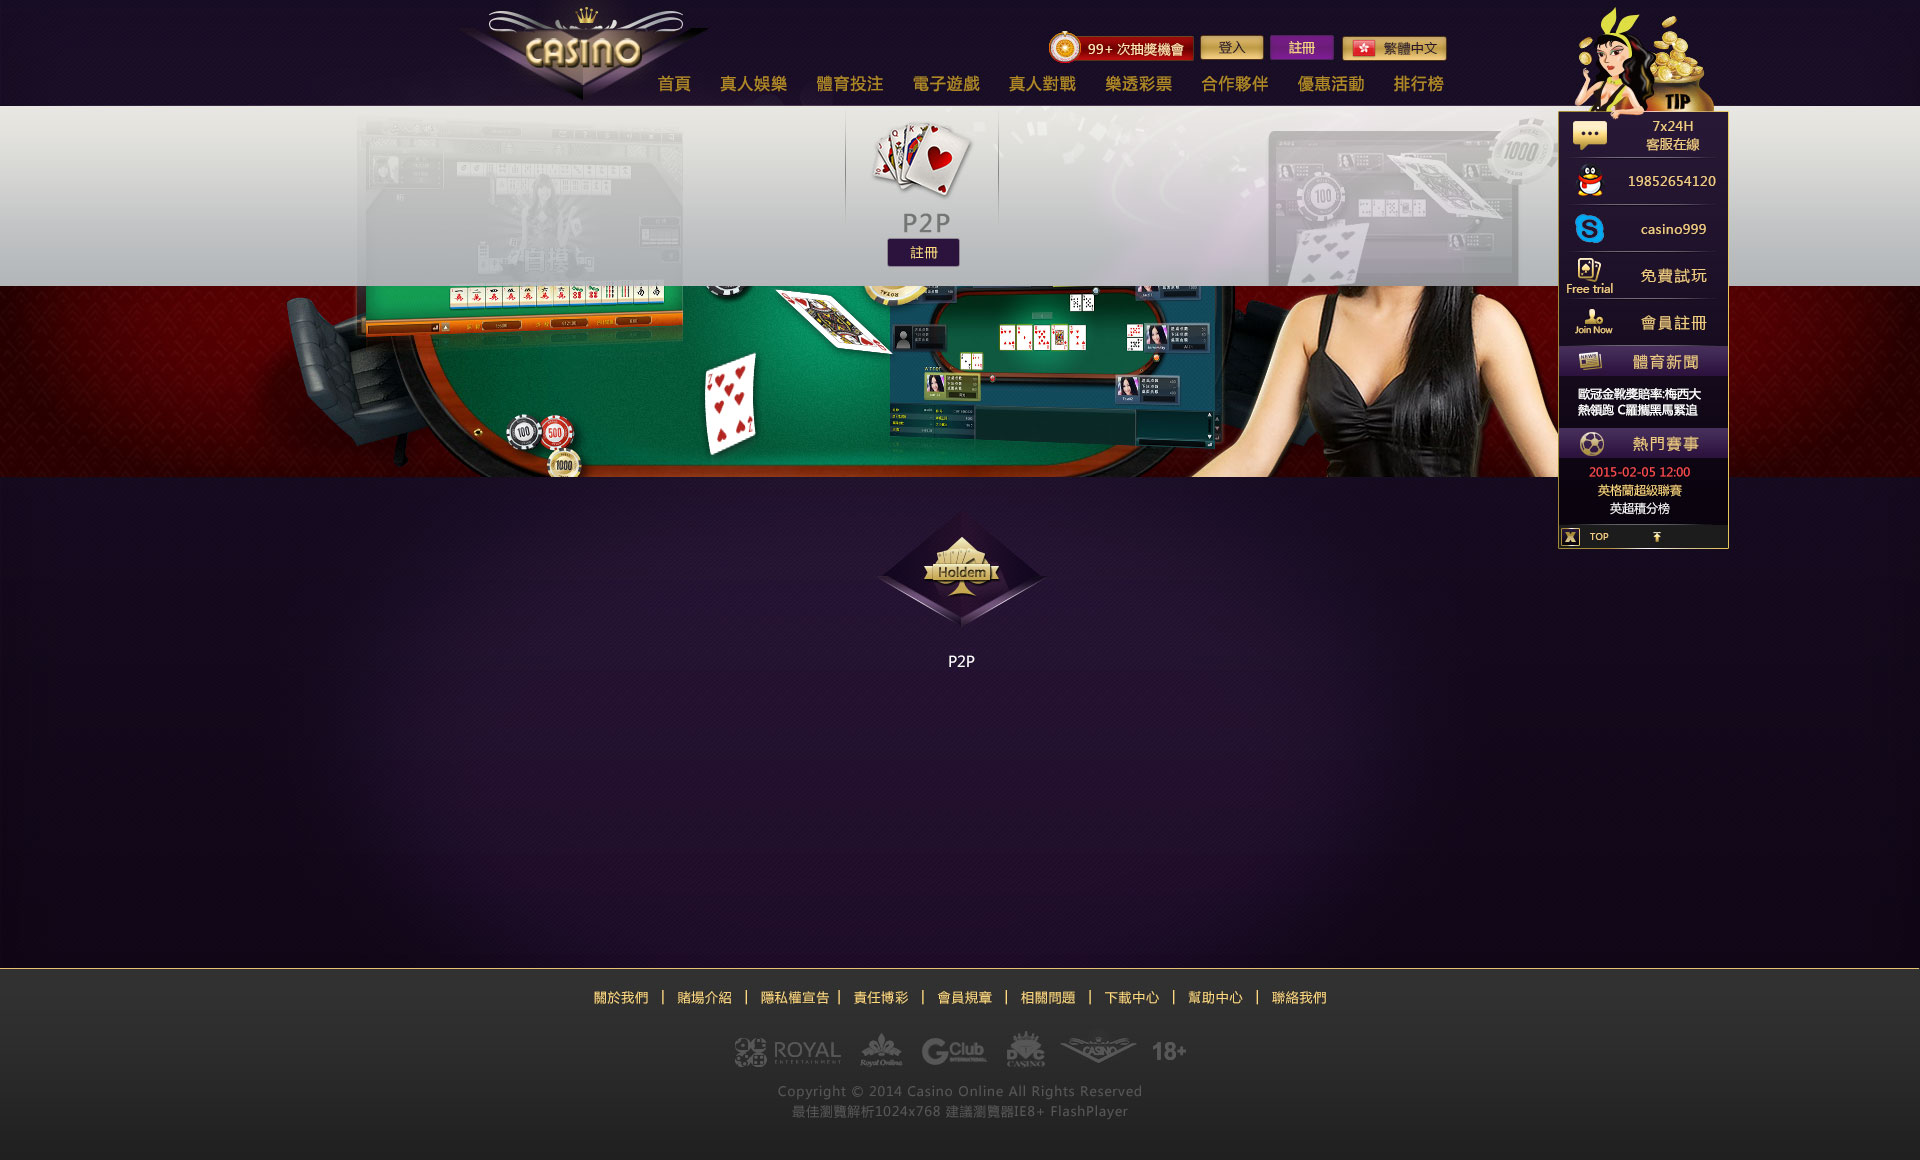 CASINO
99+ 次抽獎機會
登入
註冊
繁體中文
首頁
真人娛樂
體育投注
電子遊戲
真人對戰
樂透彩票
合作夥伴
優惠活動
排行榜
TIP
7x24H
客服在線
19852654120
casino999
Free trial
免費試玩
Join Now
會員註冊
NEWS
體育新聞
歐冠金靴獎賠率:梅西大
熱領跑 C羅攜黑馬緊追
熱門賽事
2015-02-05 12:00
英格蘭超級聯賽
英超積分榜
X
TOP
P2P
註冊
1000
100
100
500
1000
Holdem
P2P
關於我們 | 賭場介紹 | 隱私權宣告 | 責任博彩 | 會員規章 | 相關問題 | 下載中心 | 幫助中心 | 聯絡我們
ROYAL
ENTERTAINMENT
Royal Online
GClub
DVC
CASINO
CASINO
18+
Copyright © 2014 Casino Online All Rights Reserved
最佳瀏覽解析1024x768 建議瀏覽器IE8+ FlashPlayer